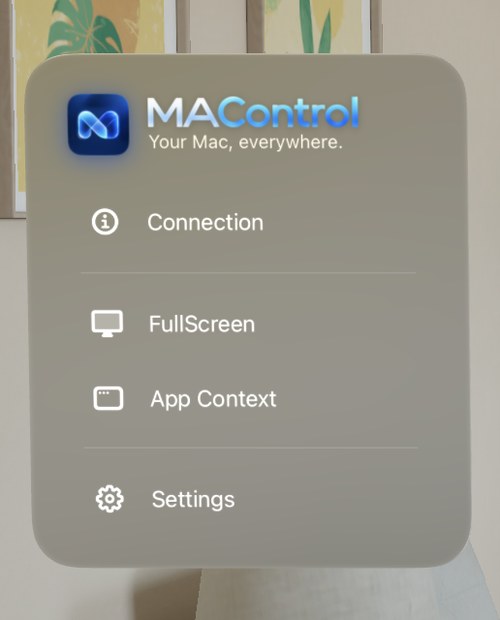 MAControl
Your Mac, everywhere.
Connection
FullScreen
App Context
Settings